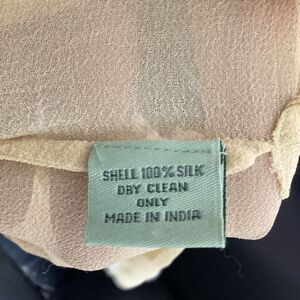 SHELL 100% SILK
DRY CLEAN
ONLY
MADE IN INDIA